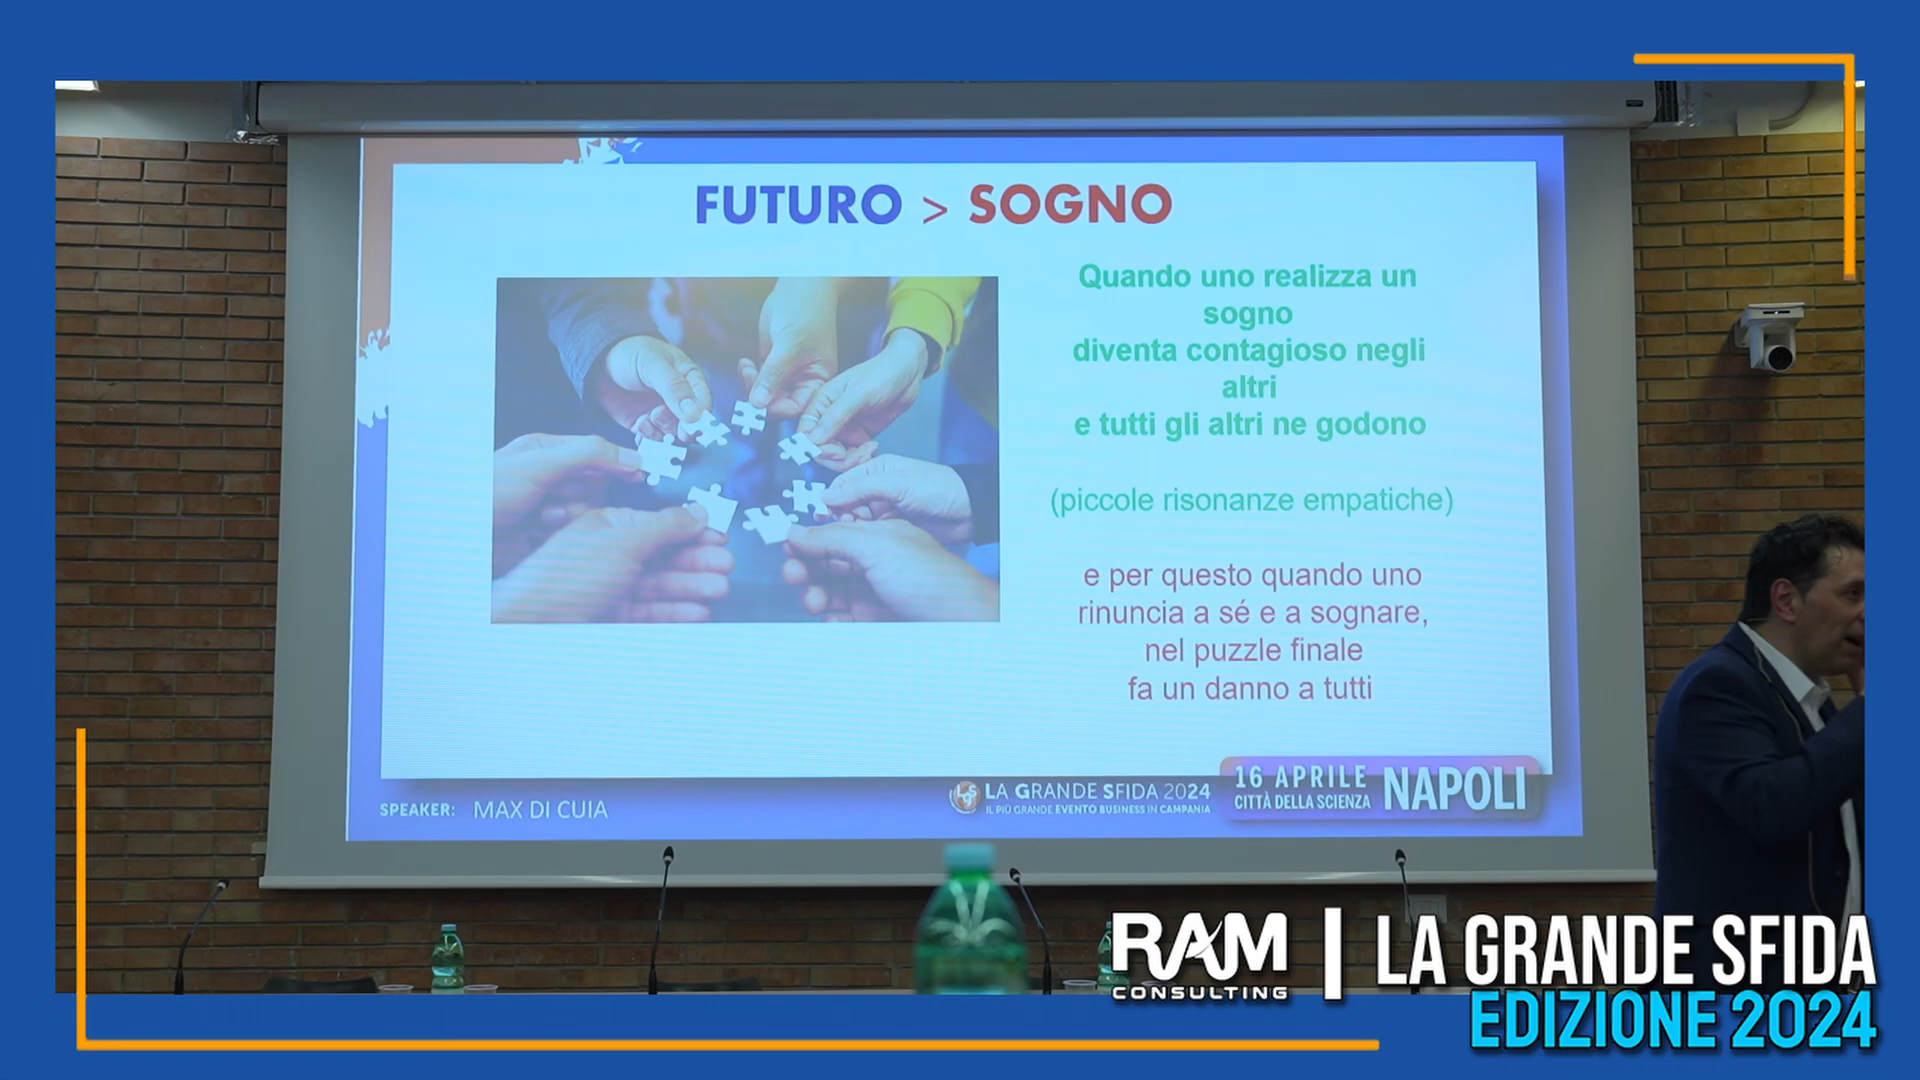 FUTURO > SOGNO
Quando uno realizza un
sogno
diventa contagioso negli
altri
e tutti gli altri ne godono
(piccole risonanze empatiche)
e per questo quando uno
rinuncia a sé e a sognare,
nel puzzle finale
fa un danno a tutti
SPEAKER: MAX DI CUIA
LA GRANDE SFIDA 2024
IL PIÙ GRANDE EVENTO BUSINESS IN CAMPANIA
16 APRILE
CITTÀ DELLA SCIENZA
NAPOLI
RAM
CONSULTING
LA GRANDE SFIDA
EDIZIONE 2024